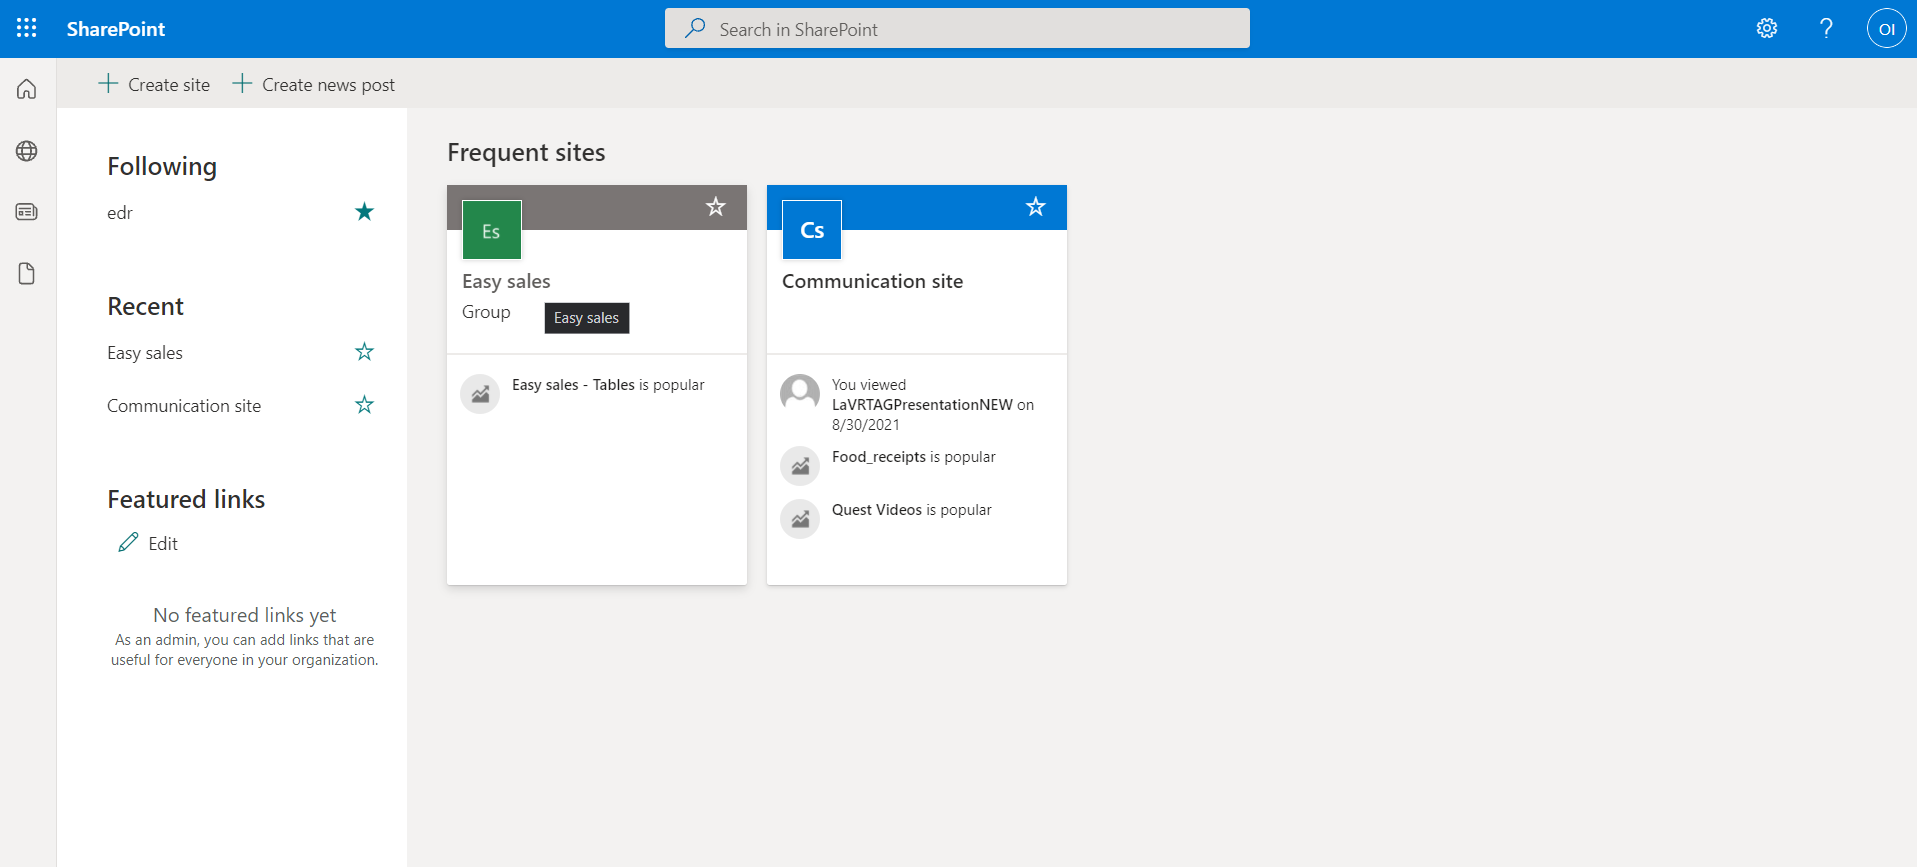 SharePoint
Search in SharePoint
?
OI
Create site
Create news post
Following
edr
Recent
Easy sales
Communication site
Featured links
Edit
No featured links yet
As an admin, you can add links that are
useful for everyone in your organization.
Frequent sites
Es
Easy sales
Group
Easy sales
Easy sales - Tables is popular
Cs
Communication site
You viewed
LaVRTAGPresentationNEW on
8/30/2021
Food_receipts is popular
Quest Videos is popular